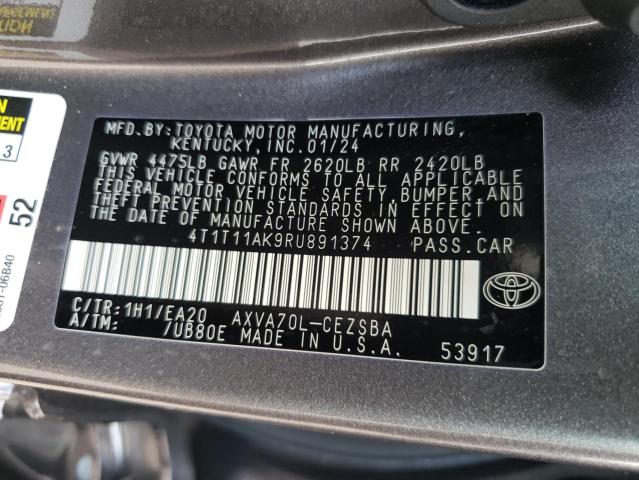 MFD.BY:TOYOTA MOTOR MANUFACTURING,
KENTUCKY, INC.01/24
GVWR 4475LB GAWR FR 2620LB RR 2420LB
THIS VEHICLE CONFORMS TO ALL APPLICABLE
FEDERAL MOTOR VEHICLE SAFETY, BUMPER, AND
THEFT PREVENTION STANDARDS IN EFFECT ON
THE DATE OF MANUFACTURE SHOWN ABOVE.
4T1T11AK9RU891374 PASS.CAR
C/TR:1H1/EA20 AXVA70L-CEZSBA
A/TM: /UB80E MADE IN U.S.A. 53917
3
52
06B40